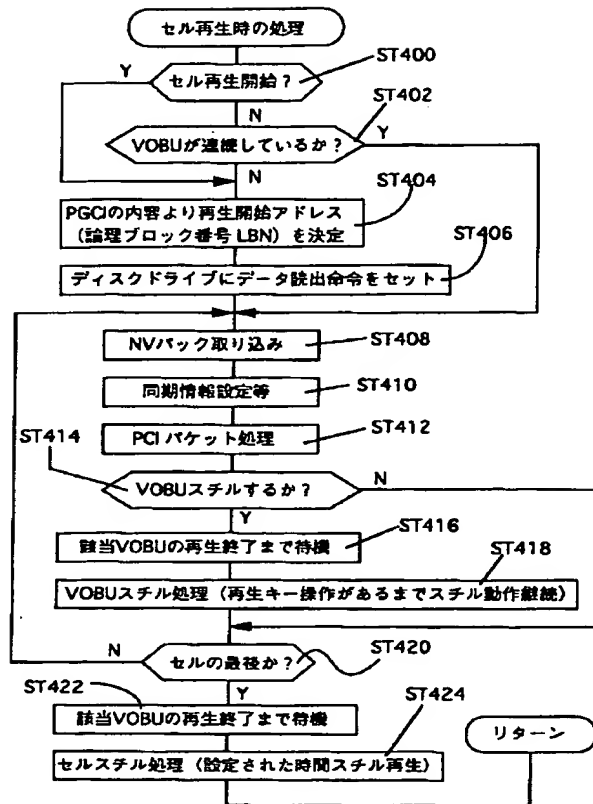 セル再生時の処理
ST400
Y
セル再生開始？
N
ST402
VOBUが連続しているか？
Y
N
ST404
PGCIの内容より再生開始アドレス
（論理ブロック番号 LBN）を決定
ST406
ディスクドライブにデータ読出命令をセット
NVパック取り込み
ST408
同期情報設定等
ST410
PCI パケット処理
ST412
ST414
VOBUスチルするか？
N
Y
ST416
該当VOBUの再生終了まで待機
ST418
VOBUスチル処理（再生キー操作があるまでスチル動作継続）
N
セルの最後か？
ST420
Y
ST422
ST424
該当VOBUの再生終了まで待機
リターン
セルスチル処理（設定された時間スチル再生）